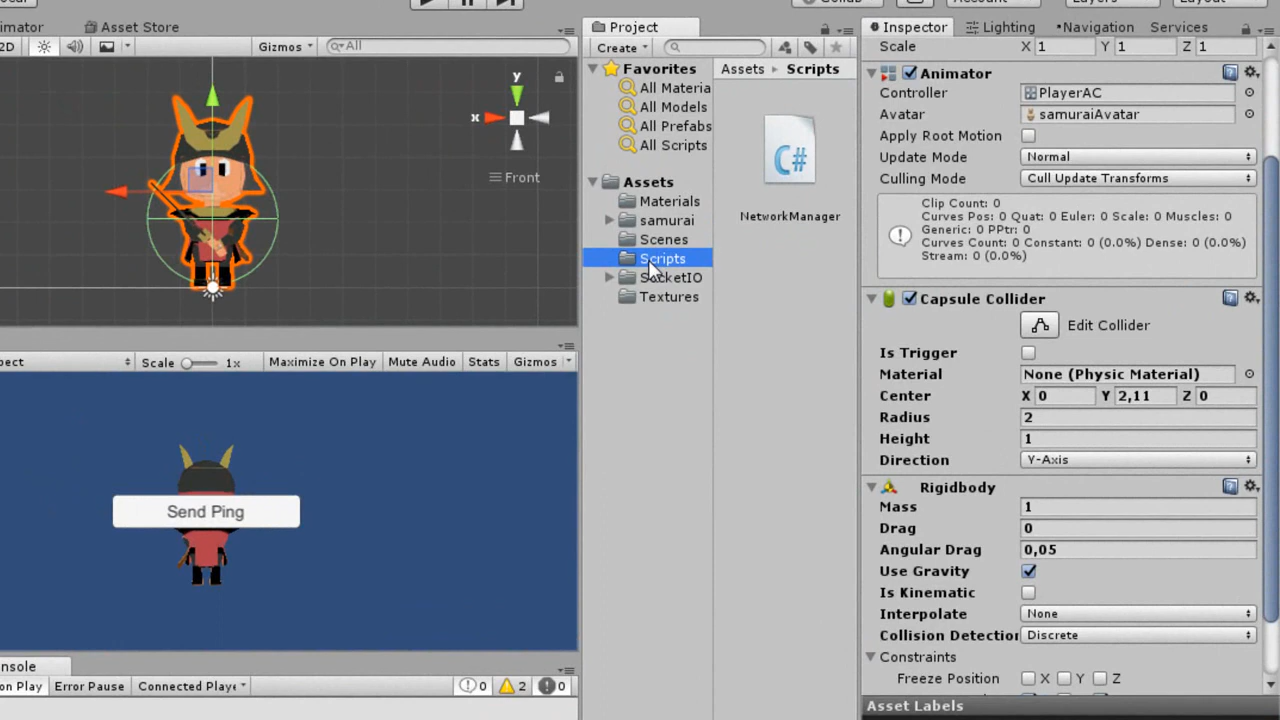 Collab
Account
Layers
Layout
nimator
Asset Store
2D
Gizmos
All
y
x
Front
pect
Scale
1x
Maximize On Play
Mute Audio
Stats
Gizmos
Send Ping
nsole
on Play
Error Pause
Connected Playe
0
2
0
Project
Create
Favorites
All Materia
All Models
All Prefabs
All Scripts
Assets
Materials
samurai
Scenes
Scripts
SocketIO
Textures
Assets ▸ Scripts
C#
NetworkManager
Inspector
Lighting
Navigation
Services
Scale X 1 Y 1 Z 1
Animator
Controller PlayerAC
Avatar samuraiAvatar
Apply Root Motion
Update Mode Normal
Culling Mode Cull Update Transforms
Clip Count: 0
Curves Pos: 0 Quat: 0 Euler: 0 Scale: 0 Muscles: 0
Generic: 0 PPtr: 0
Curves Count: 0 Constant: 0 (0.0%) Dense: 0 (0.0%)
Stream: 0 (0.0%)
Capsule Collider
Edit Collider
Is Trigger
Material None (Physic Material)
Center X 0 Y 2,11 Z 0
Radius 2
Height 1
Direction Y-Axis
Rigidbody
Mass 1
Drag 0
Angular Drag 0,05
Use Gravity
Is Kinematic
Interpolate None
Collision Detection Discrete
Constraints
Freeze Position X Y Z
Asset Labels